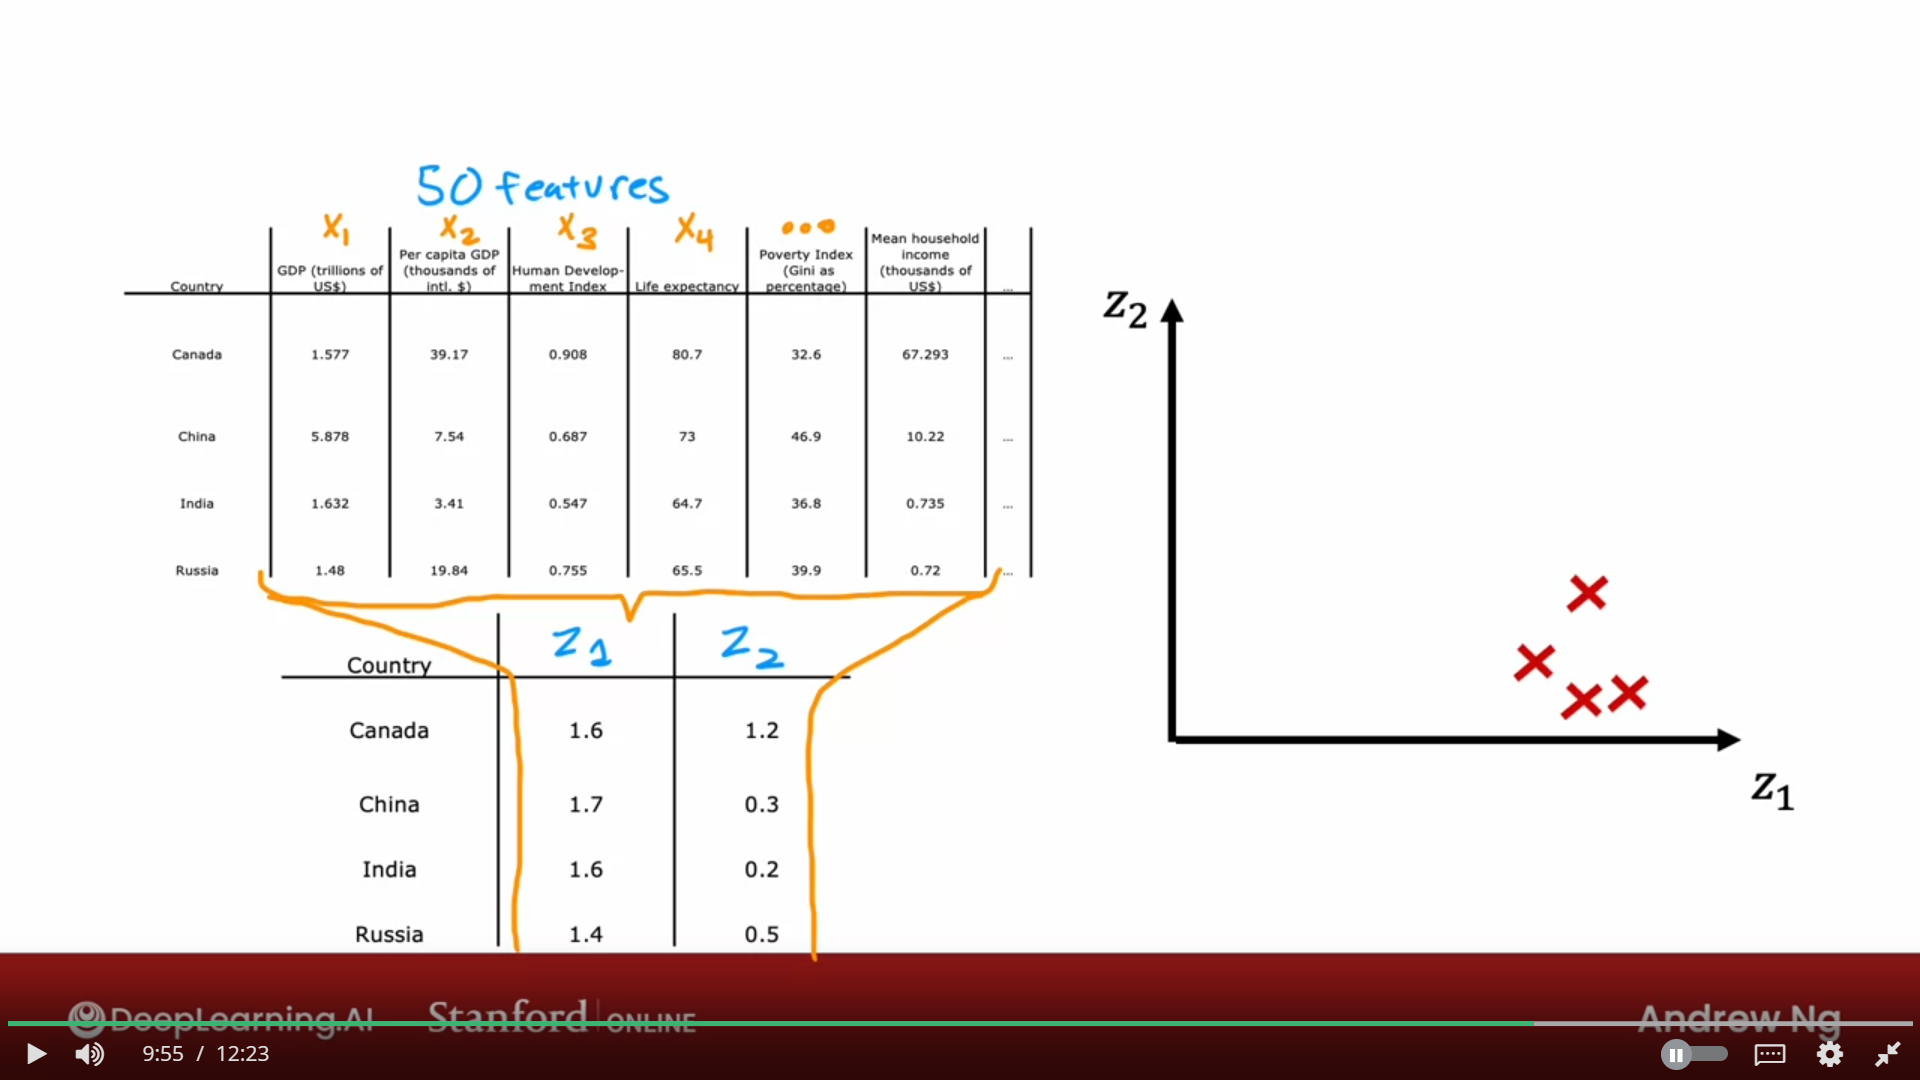 50 features
x1 x2 x3 x4 •••
Country | GDP (trillions of US$) | Per capita GDP (thousands of intl. $) | Human Develop-ment Index | Life expectancy | Poverty Index (Gini as percentage) | Mean household income (thousands of US$) | ...
Canada 1.577 39.17 0.908 80.7 32.6 67.293 ...
China 5.878 7.54 0.687 73 46.9 10.22 ...
India 1.632 3.41 0.547 64.7 36.8 0.735 ...
Russia 1.48 19.84 0.755 65.5 39.9 0.72 ...
Country z1 z2
Canada 1.6 1.2
China 1.7 0.3
India 1.6 0.2
Russia 1.4 0.5
z2
z1
DeepLearning.AI Stanford ONLINE Andrew Ng
9:55 / 12:23